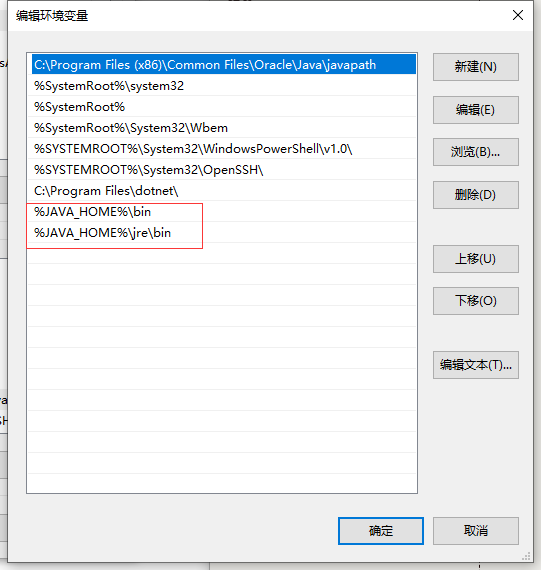 编辑环境变量
C:\Program Files (x86)\Common Files\Oracle\Java\javapath
%SystemRoot%\system32
%SystemRoot%
%SystemRoot%\System32\Wbem
%SYSTEMROOT%\System32\WindowsPowerShell\v1.0\
%SYSTEMROOT%\System32\OpenSSH\
C:\Program Files\dotnet\
%JAVA_HOME%\bin
%JAVA_HOME%\jre\bin
新建(N)
编辑(E)
浏览(B)...
删除(D)
上移(U)
下移(O)
编辑文本(T)...
确定
取消